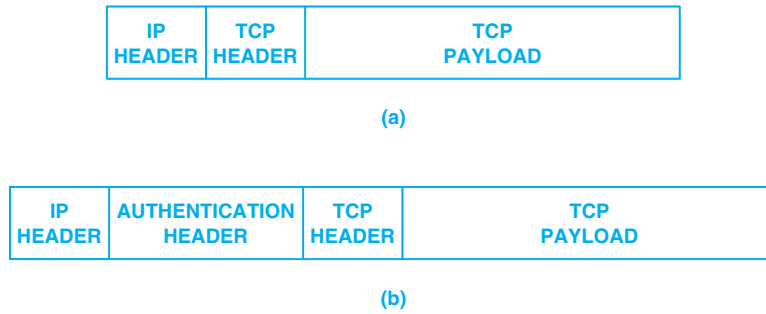 IP TCP TCP
HEADER HEADER PAYLOAD
(a)
IP AUTHENTICATION TCP TCP
HEADER HEADER HEADER PAYLOAD
(b)